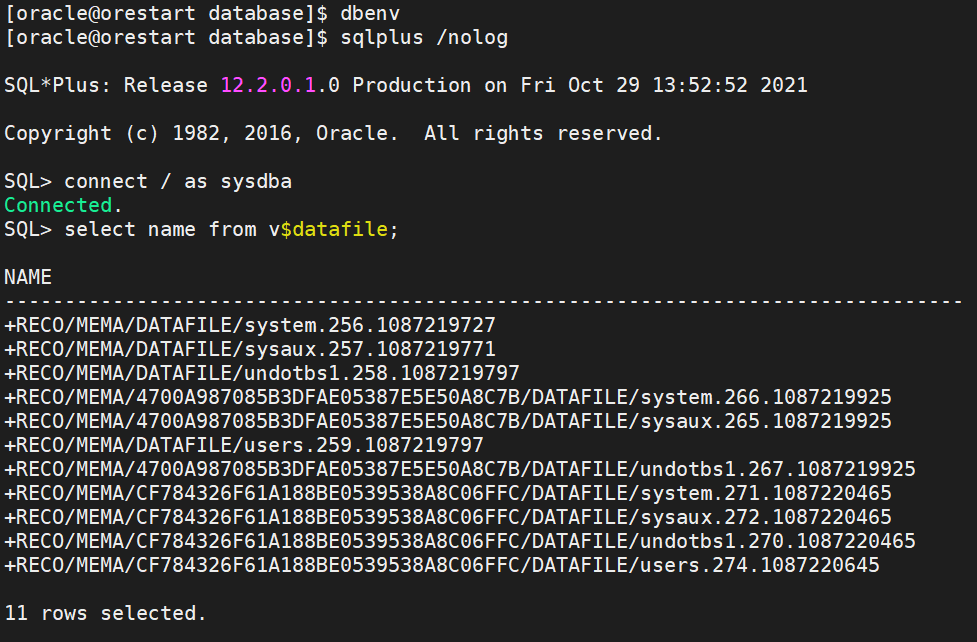 [oracle@orestart database]$ dbenv
[oracle@orestart database]$ sqlplus /nolog
SQL*Plus: Release 12.2.0.1.0 Production on Fri Oct 29 13:52:52 2021
Copyright (c) 1982, 2016, Oracle.  All rights reserved.
SQL> connect / as sysdba
Connected.
SQL> select name from v$datafile;
NAME
--------------------------------------------------------------------------------
+RECO/MEMA/DATAFILE/system.256.1087219727
+RECO/MEMA/DATAFILE/sysaux.257.1087219771
+RECO/MEMA/DATAFILE/undotbs1.258.1087219797
+RECO/MEMA/4700A987085B3DFAE05387E5E50A8C7B/DATAFILE/system.266.1087219925
+RECO/MEMA/4700A987085B3DFAE05387E5E50A8C7B/DATAFILE/sysaux.265.1087219925
+RECO/MEMA/DATAFILE/users.259.1087219797
+RECO/MEMA/4700A987085B3DFAE05387E5E50A8C7B/DATAFILE/undotbs1.267.1087219925
+RECO/MEMA/CF784326F61A188BE0539538A8C06FFC/DATAFILE/system.271.1087220465
+RECO/MEMA/CF784326F61A188BE0539538A8C06FFC/DATAFILE/sysaux.272.1087220465
+RECO/MEMA/CF784326F61A188BE0539538A8C06FFC/DATAFILE/undotbs1.270.1087220465
+RECO/MEMA/CF784326F61A188BE0539538A8C06FFC/DATAFILE/users.274.1087220645
11 rows selected.